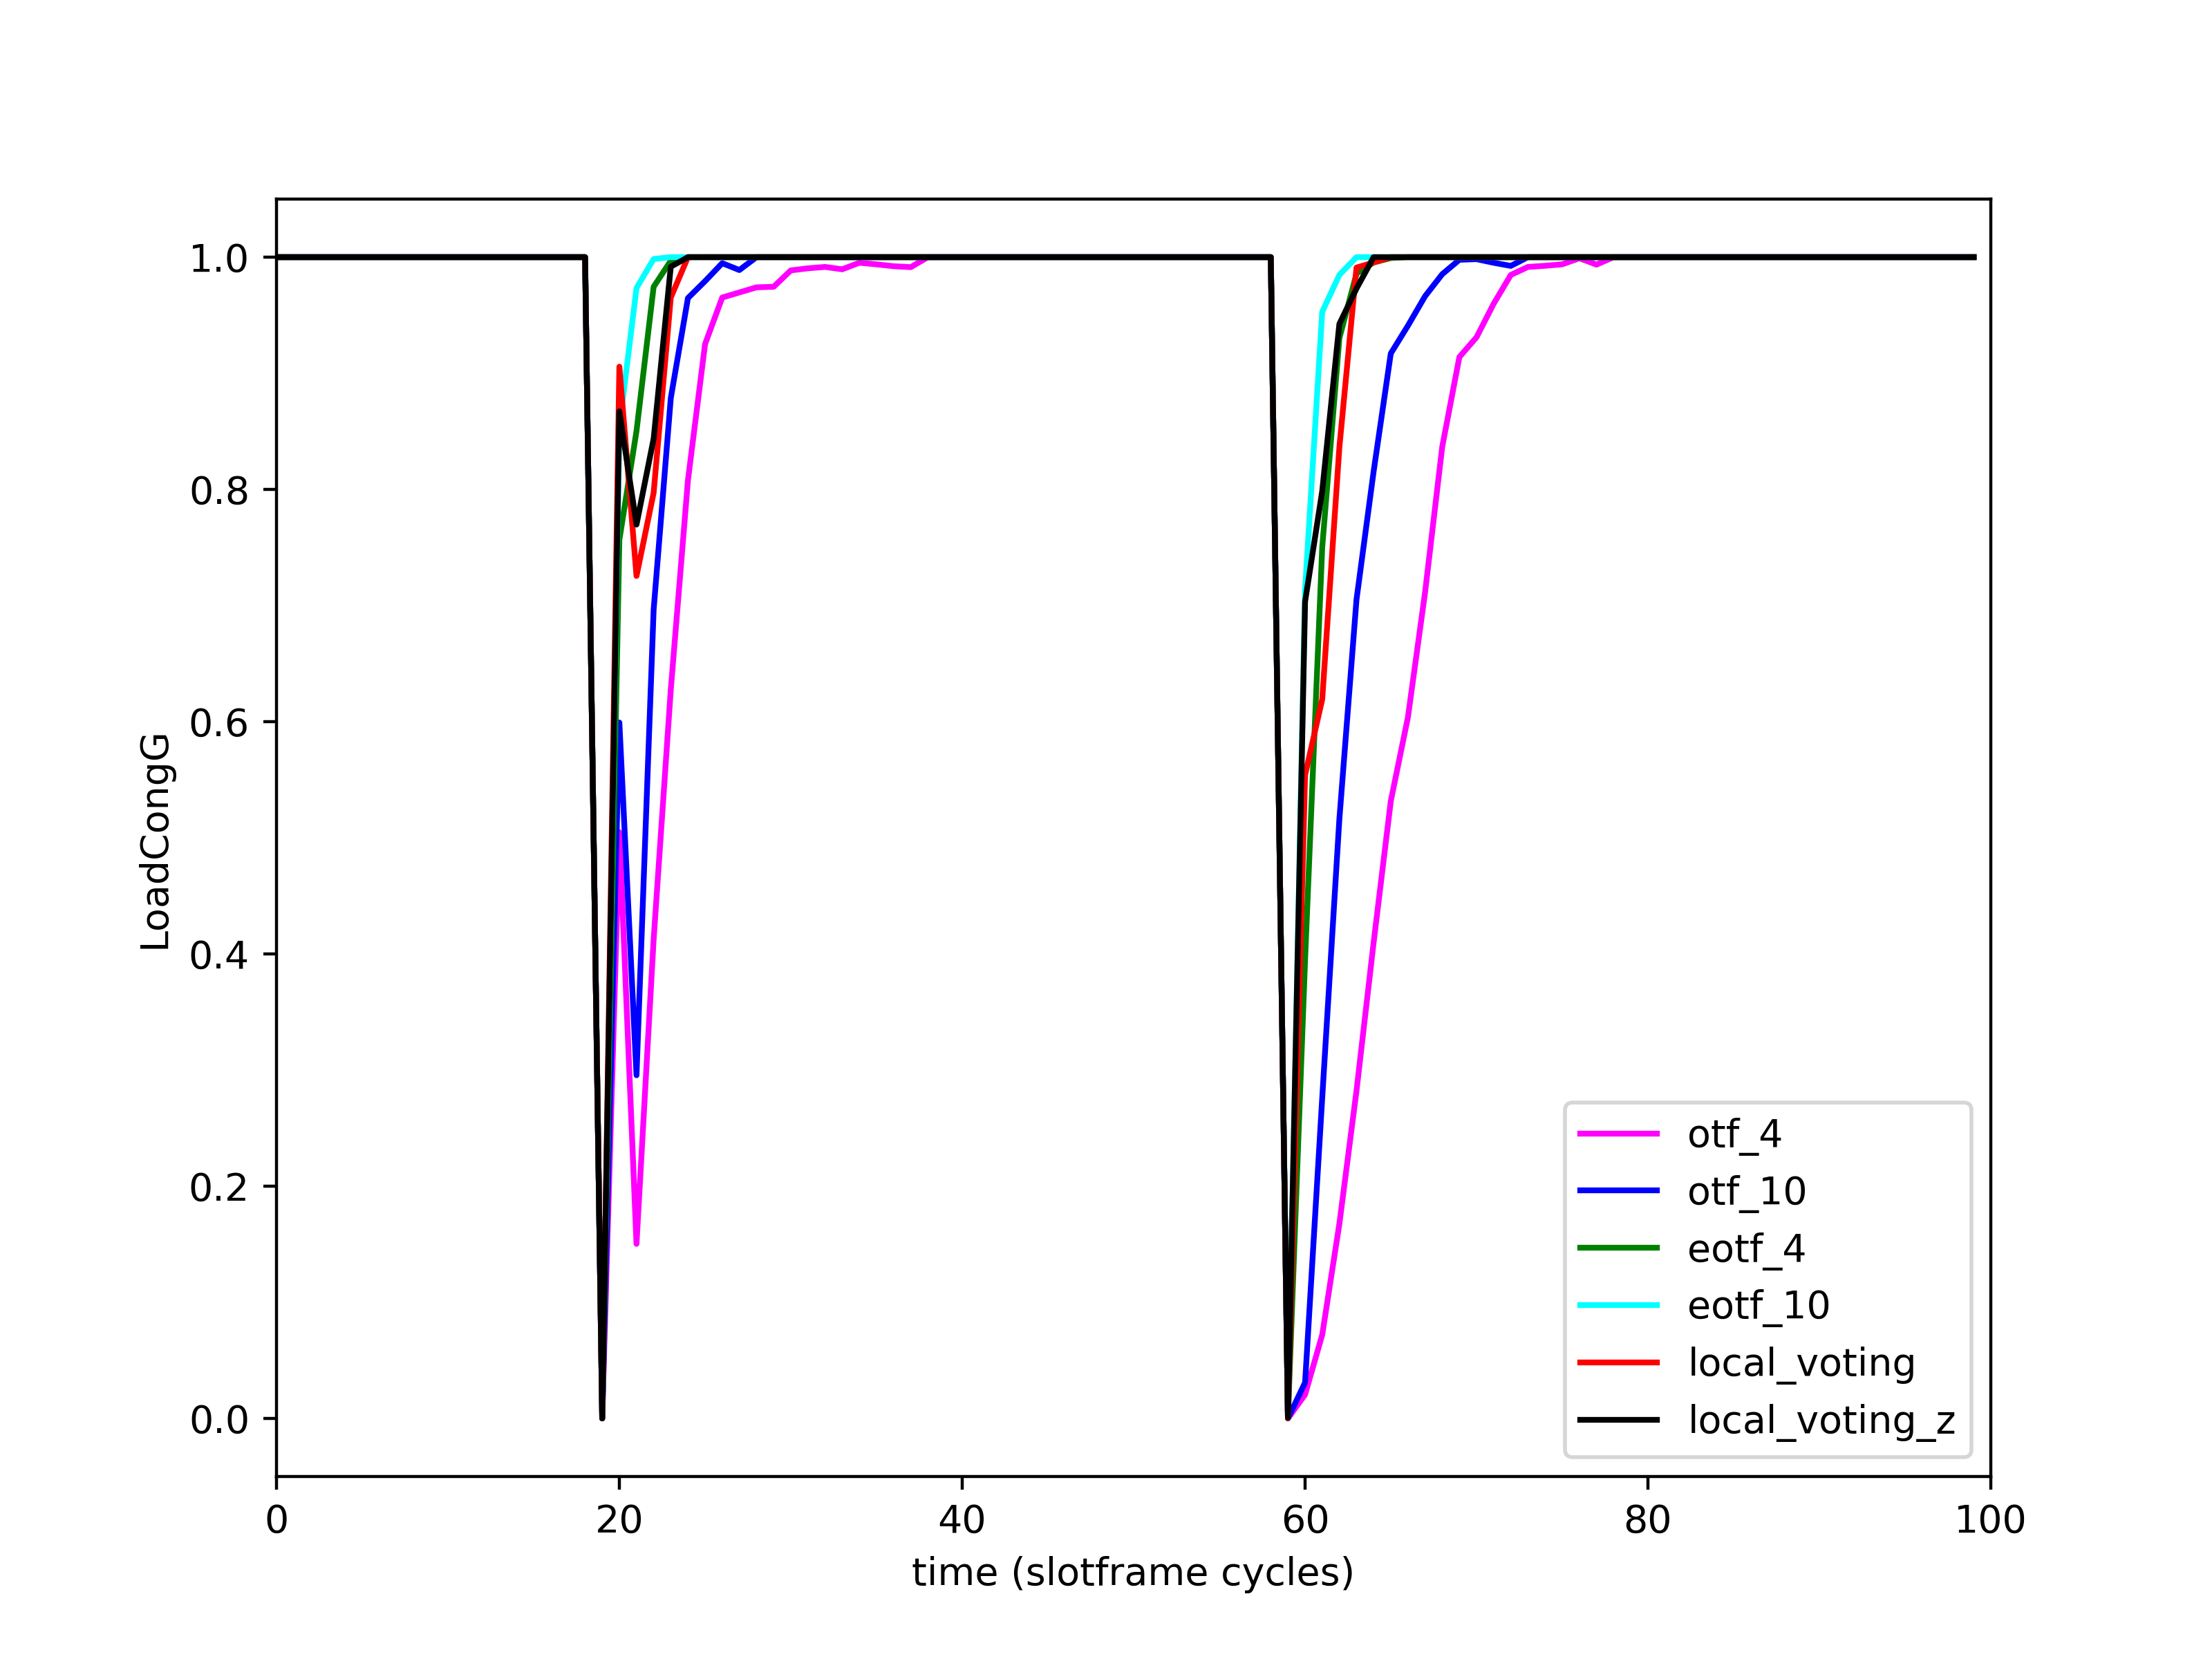 LoadCongG
1.0
0.8
0.6
0.4
0.2
0.0
0 20 40 60 80 100
time (slotframe cycles)
otf_4
otf_10
eotf_4
eotf_10
local_voting
local_voting_z